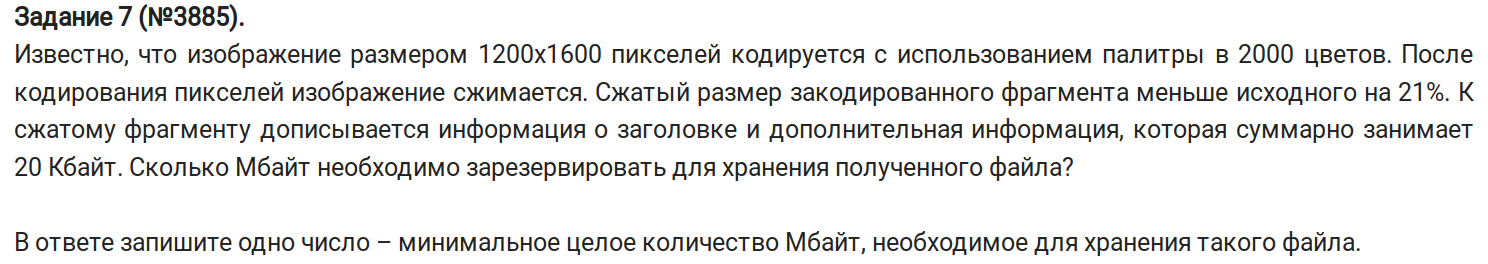 Задание 7 (№3885).
Известно, что изображение размером 1200х1600 пикселей кодируется с использованием палитры в 2000 цветов. После
кодирования пикселей изображение сжимается. Сжатый размер закодированного фрагмента меньше исходного на 21%. К
сжатому фрагменту дописывается информация о заголовке и дополнительная информация, которая суммарно занимает
20 Кбайт. Сколько Мбайт необходимо зарезервировать для хранения полученного файла?
В ответе запишите одно число – минимальное целое количество Мбайт, необходимое для хранения такого файла.